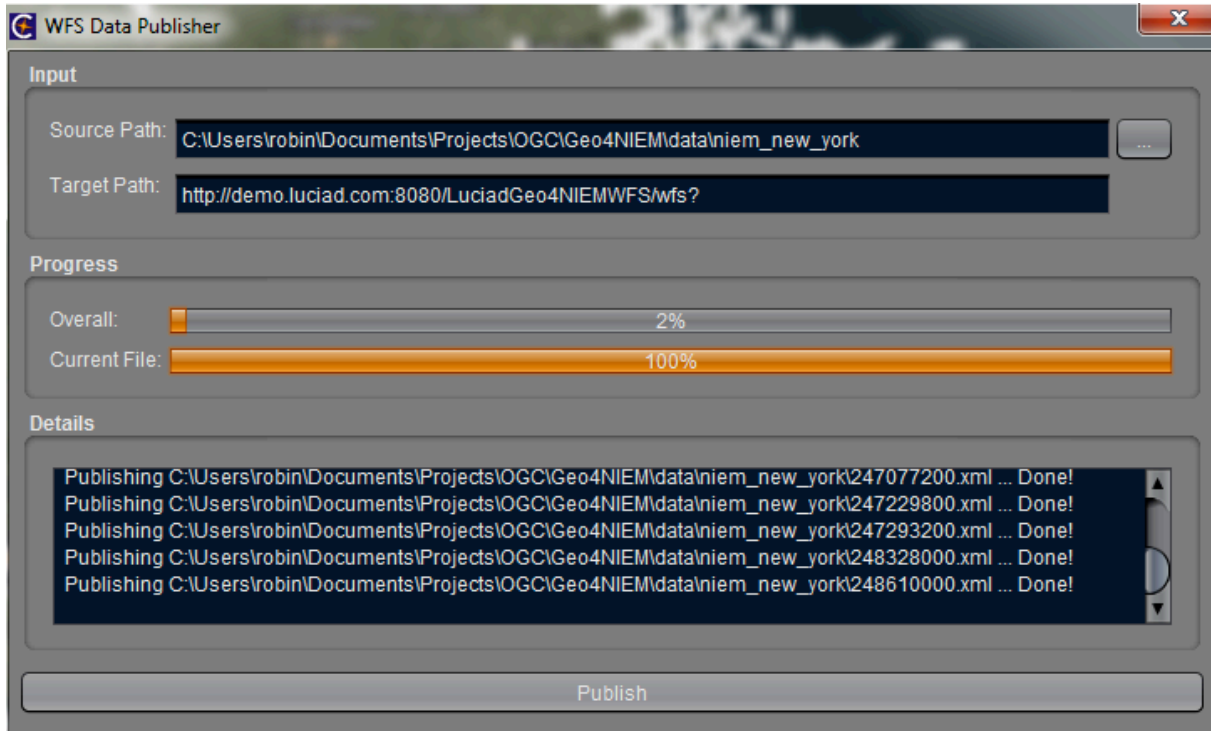 WFS Data Publisher
x
Input
Source Path: C:\Users\robin\Documents\Projects\OGC\Geo4NIEM\data\niem_new_york ...
Target Path: http://demo.luciad.com:8080/LuciadGeo4NIEMWFS/wfs?
Progress
Overall: 2%
Current File: 100%
Details
Publishing C:\Users\robin\Documents\Projects\OGC\Geo4NIEM\data\niem_new_york\247077200.xml ... Done!
Publishing C:\Users\robin\Documents\Projects\OGC\Geo4NIEM\data\niem_new_york\247229800.xml ... Done!
Publishing C:\Users\robin\Documents\Projects\OGC\Geo4NIEM\data\niem_new_york\247293200.xml ... Done!
Publishing C:\Users\robin\Documents\Projects\OGC\Geo4NIEM\data\niem_new_york\248328000.xml ... Done!
Publishing C:\Users\robin\Documents\Projects\OGC\Geo4NIEM\data\niem_new_york\248610000.xml ... Done!
Publish